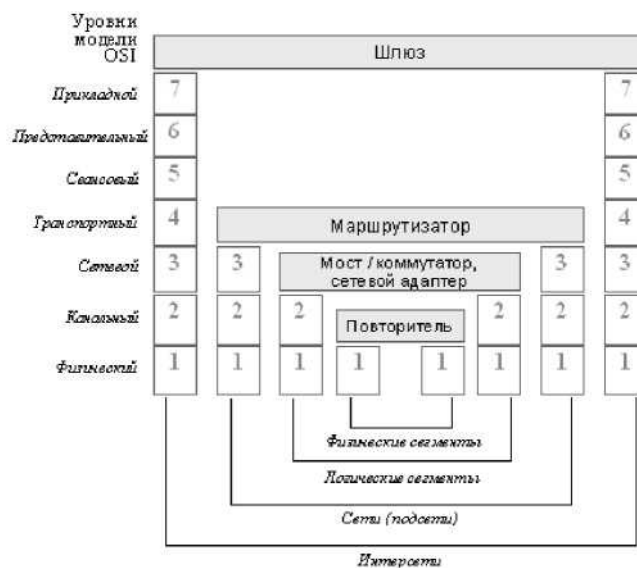 Уровни
модели
OSI
Шлюз
Прикладной 7 7
Представительный 6 6
Сеансовый 5 5
Транспортный 4 Маршрутизатор 4
Сетевой 3 3 Мост / коммутатор, 3 3
сетевой адаптер
Канальный 2 2 2 Повторитель 2 2 2
Физический 1 1 1 1 1 1 1 1
Физические сегменты
Логические сегменты
Сети (подсети)
Интерсети